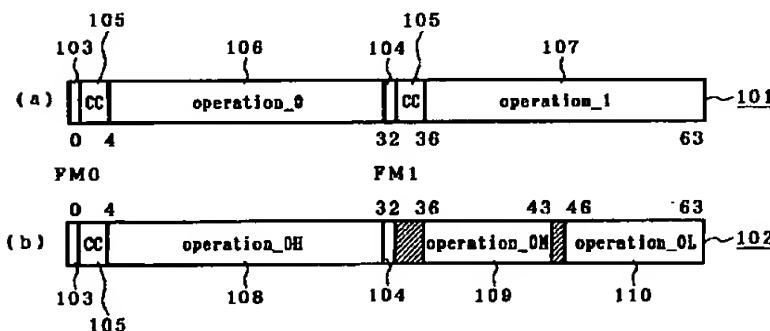 105 105
103 106 104 107
(a) CC operation_0 CC operation_1 101
0 4 32 36 63
FM0 FM1
0 4 32 36 43 46 63
(b) CC operation_0H operation_0M operation_0L 102
103 108 104 109 110
105